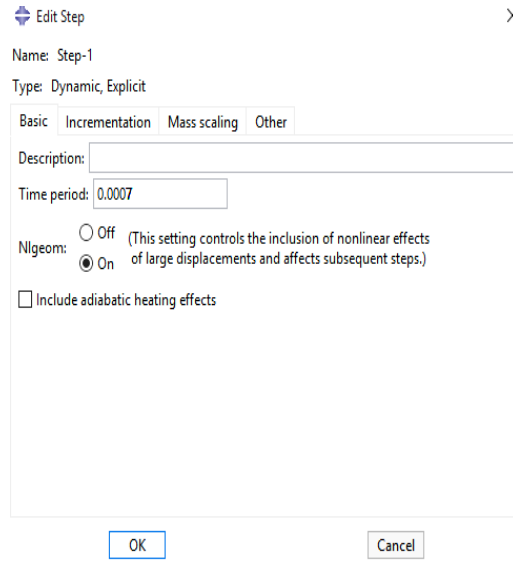 Edit Step
Name: Step-1
Type: Dynamic, Explicit
Basic Incrementation Mass scaling Other
Description:
Time period: 0.0007
Nlgeom: Off On (This setting controls the inclusion of nonlinear effects
of large displacements and affects subsequent steps.)
Include adiabatic heating effects
OK Cancel